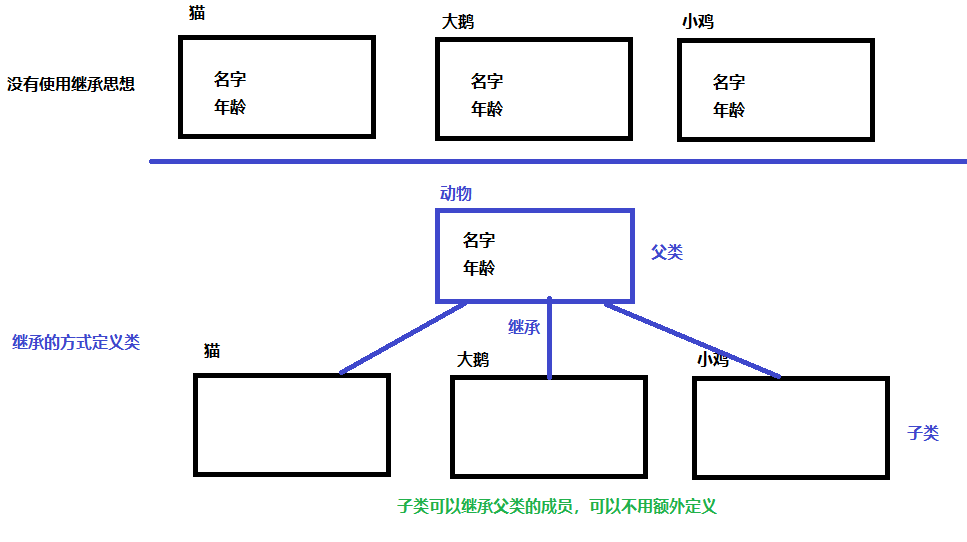 猫
大鹅
小鸡
没有使用继承思想
名字
年龄
名字
年龄
名字
年龄
动物
名字
年龄
父类
继承
继承的方式定义类
猫
大鹅
小鸡
子类
子类可以继承父类的成员，可以不用额外定义